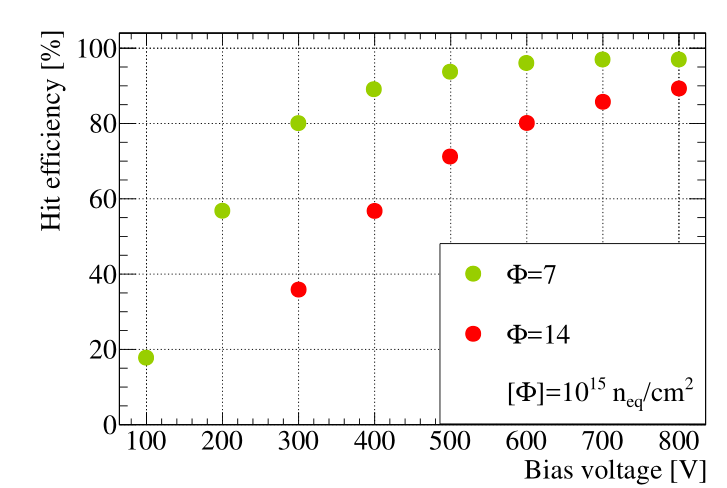 Hit efficiency [%]
100
80
60
40
20
0
Φ=7
Φ=14
[Φ]=10¹⁵ nₑq/cm²
100 200 300 400 500 600 700 800
Bias voltage [V]